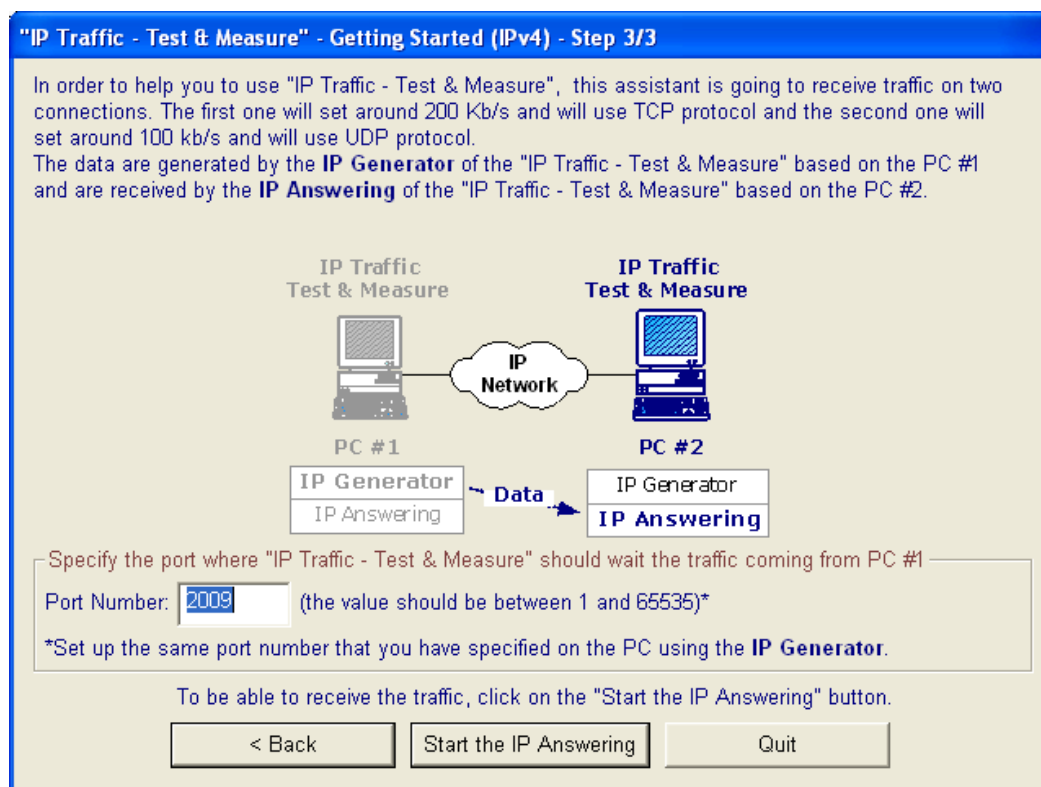 "IP Traffic - Test & Measure" - Getting Started (IPv4) - Step 3/3
In order to help you to use "IP Traffic - Test & Measure", this assistant is going to receive traffic on two
connections. The first one will set around 200 Kb/s and will use TCP protocol and the second one will
set around 100 kb/s and will use UDP protocol.
The data are generated by the IP Generator of the "IP Traffic - Test & Measure" based on the PC #1
and are received by the IP Answering of the "IP Traffic - Test & Measure" based on the PC #2.
IP Traffic
Test & Measure
IP Traffic
Test & Measure
IP
Network
PC #1
PC #2
IP Generator
IP Answering
Data
IP Generator
IP Answering
Specify the port where "IP Traffic - Test & Measure" should wait the traffic coming from PC #1
Port Number: 2009 (the value should be between 1 and 65535)*
*Set up the same port number that you have specified on the PC using the IP Generator.
To be able to receive the traffic, click on the "Start the IP Answering" button.
< Back
Start the IP Answering
Quit